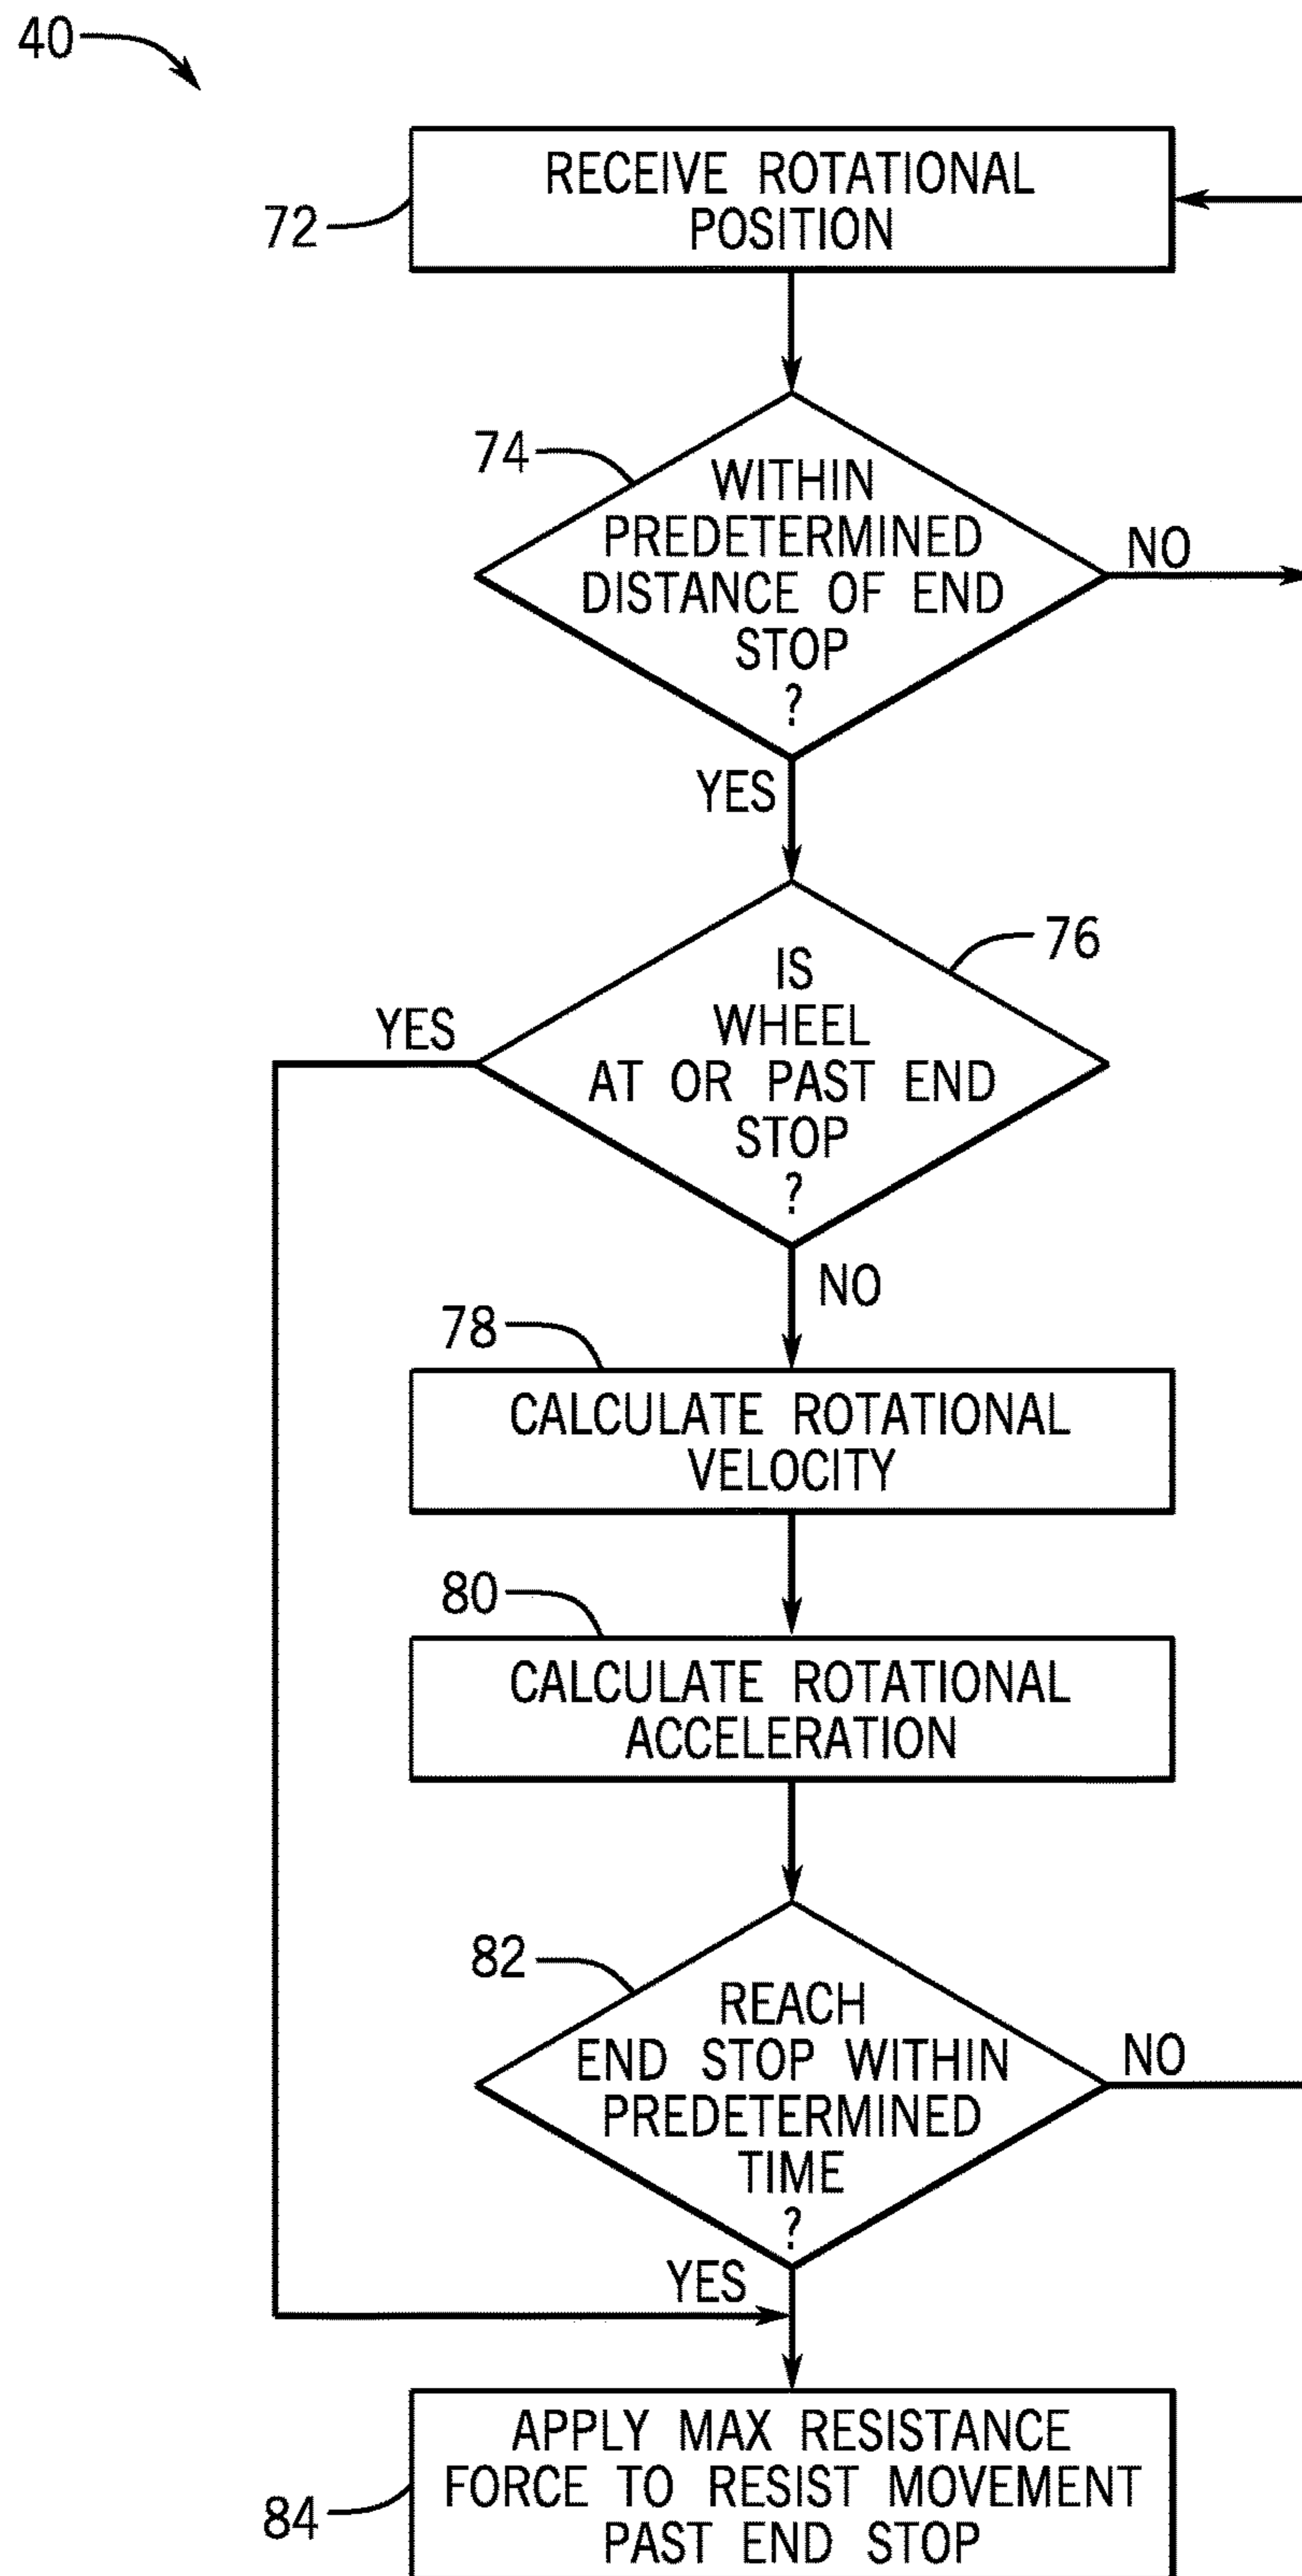 40
RECEIVE ROTATIONAL
POSITION
72
74
WITHIN
PREDETERMINED
DISTANCE OF END
STOP
?
NO
YES
76
IS
WHEEL
AT OR PAST END
STOP
?
YES
NO
78
CALCULATE ROTATIONAL
VELOCITY
80
CALCULATE ROTATIONAL
ACCELERATION
82
REACH
END STOP WITHIN
PREDETERMINED
TIME
?
NO
YES
APPLY MAX RESISTANCE
FORCE TO RESIST MOVEMENT
PAST END STOP
84